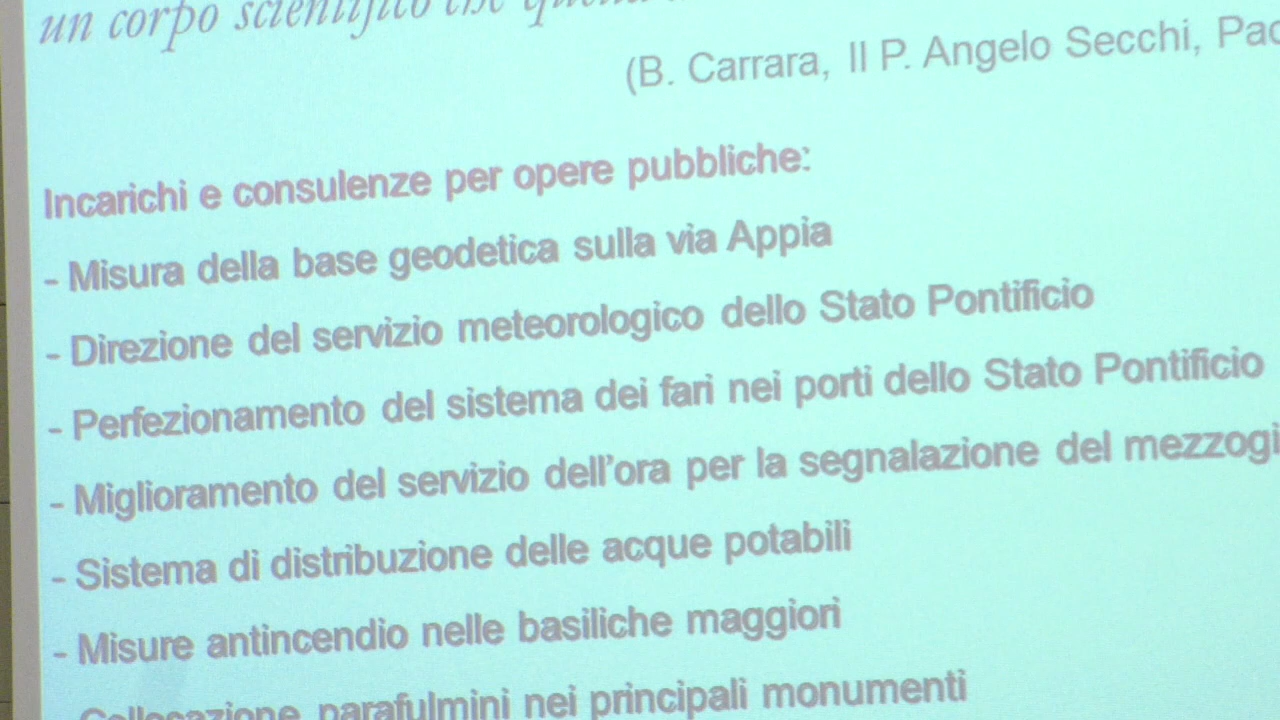 un corpo scientifico che
(B. Carrara, Il P. Angelo Secchi,
Incarichi e consulenze per opere pubbliche:
- Misura della base geodetica sulla via Appia
- Direzione del servizio meteorologico dello Stato Pontificio
- Perfezionamento del sistema dei fari nei porti dello Stato Pontificio
- Miglioramento del servizio dell'ora per la segnalazione del mezzogi
- Sistema di distribuzione delle acque potabili
- Misure antincendio nelle basiliche maggiori
Collocazione parafulmini nei principali monumenti